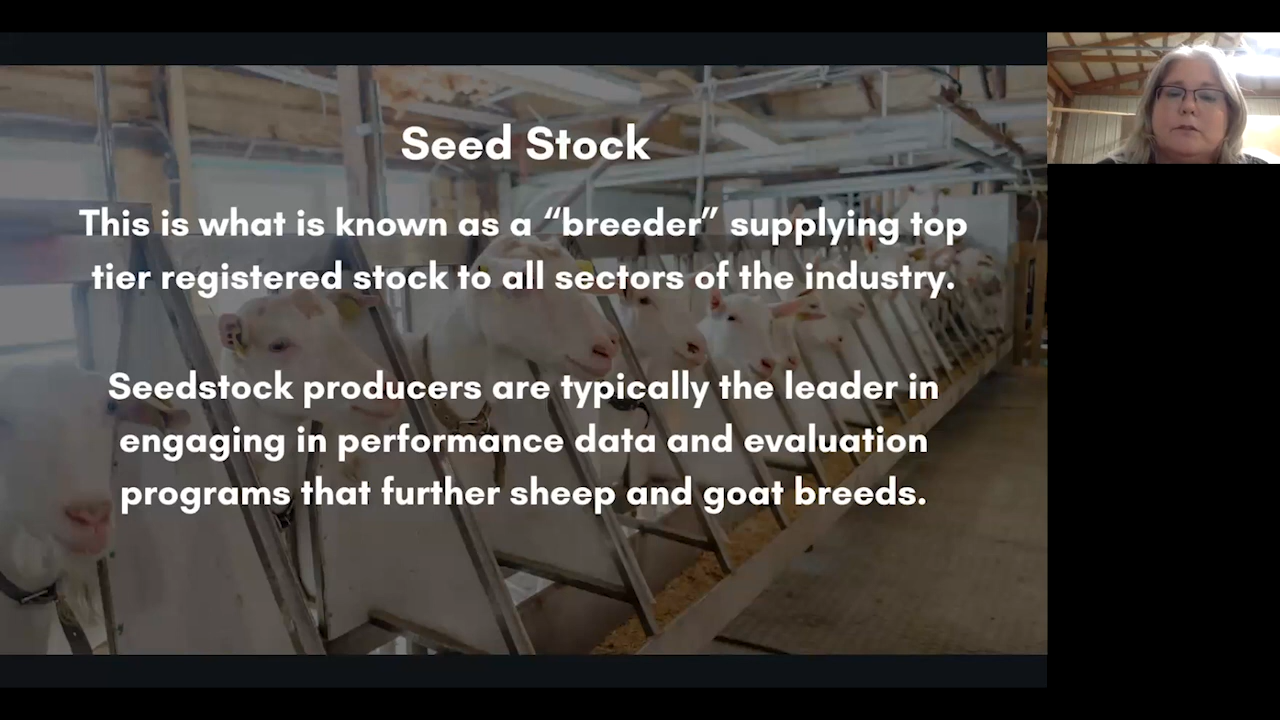 Seed Stock
This is what is known as a “breeder” supplying top
tier registered stock to all sectors of the industry.
Seedstock producers are typically the leader in
engaging in performance data and evaluation
programs that further sheep and goat breeds.